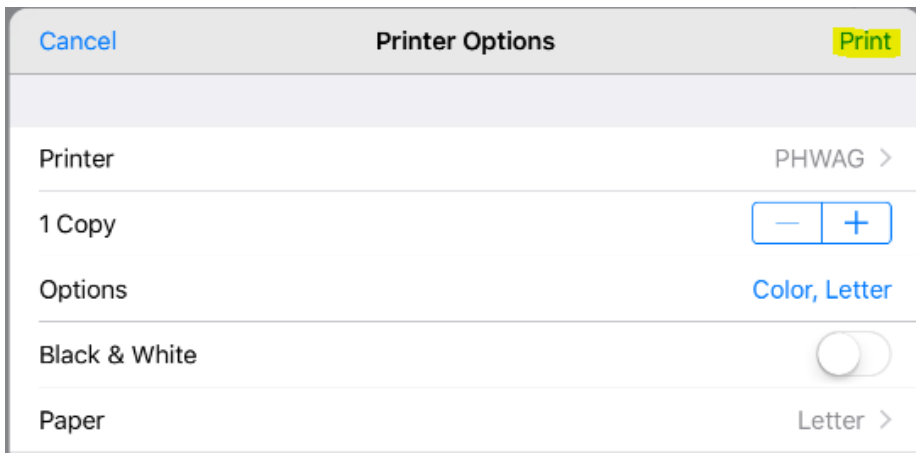 Cancel Printer Options Print
Printer PHWAG >
1 Copy − +
Options Color, Letter
Black & White
Paper Letter >